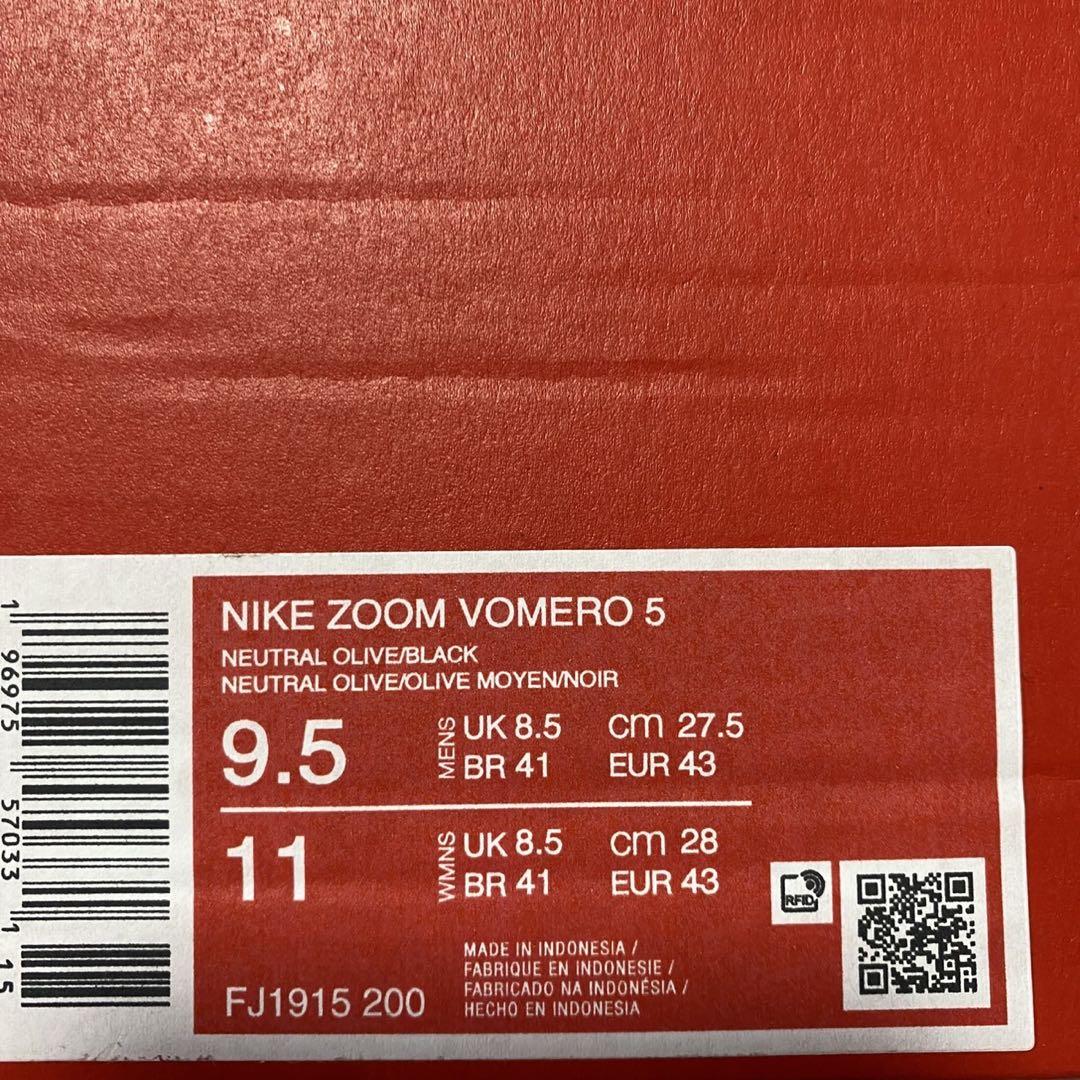 NIKE ZOOM VOMERO 5
NEUTRAL OLIVE/BLACK
NEUTRAL OLIVE/OLIVE MOYEN/NOIR
9.5 MENS UK 8.5 cm 27.5
BR 41 EUR 43
11 WMNS UK 8.5 cm 28
BR 41 EUR 43
RFID
MADE IN INDONESIA /
FABRIQUE EN INDONESIE /
FABRICADO NA INDONÉSIA /
HECHO EN INDONESIA
FJ1915 200
1 96975 57033 1 15